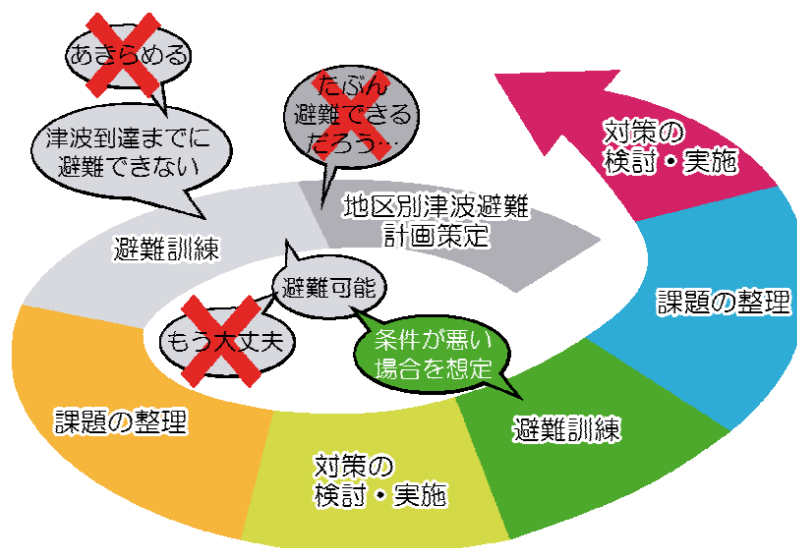 あきらめる
津波到達までに
避難できない
たぶん
避難できる
だろう…
地区別津波避難
計画策定
避難訓練
避難可能
もう大丈夫
条件が悪い
場合を想定
課題の整理
対策の
検討・実施
避難訓練
課題の整理
対策の
検討・実施